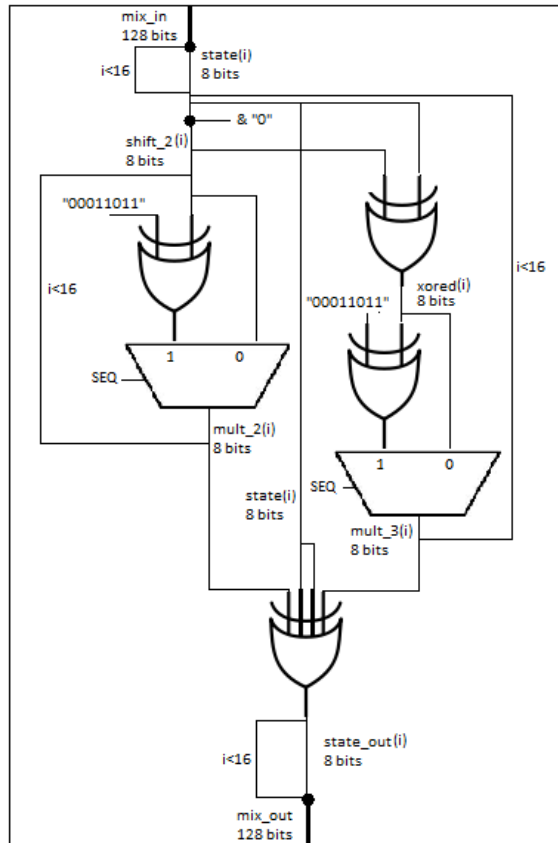 mix_in
128 bits
state(i)
8 bits
i<16
& "0"
shift_2(i)
8 bits
"00011011"
i<16
i<16
xored(i)
8 bits
"00011011"
1 0
SEQ
mult_2(i)
8 bits
1 0
SEQ
state(i)
8 bits
mult_3(i)
8 bits
state_out(i)
8 bits
i<16
mix_out
128 bits